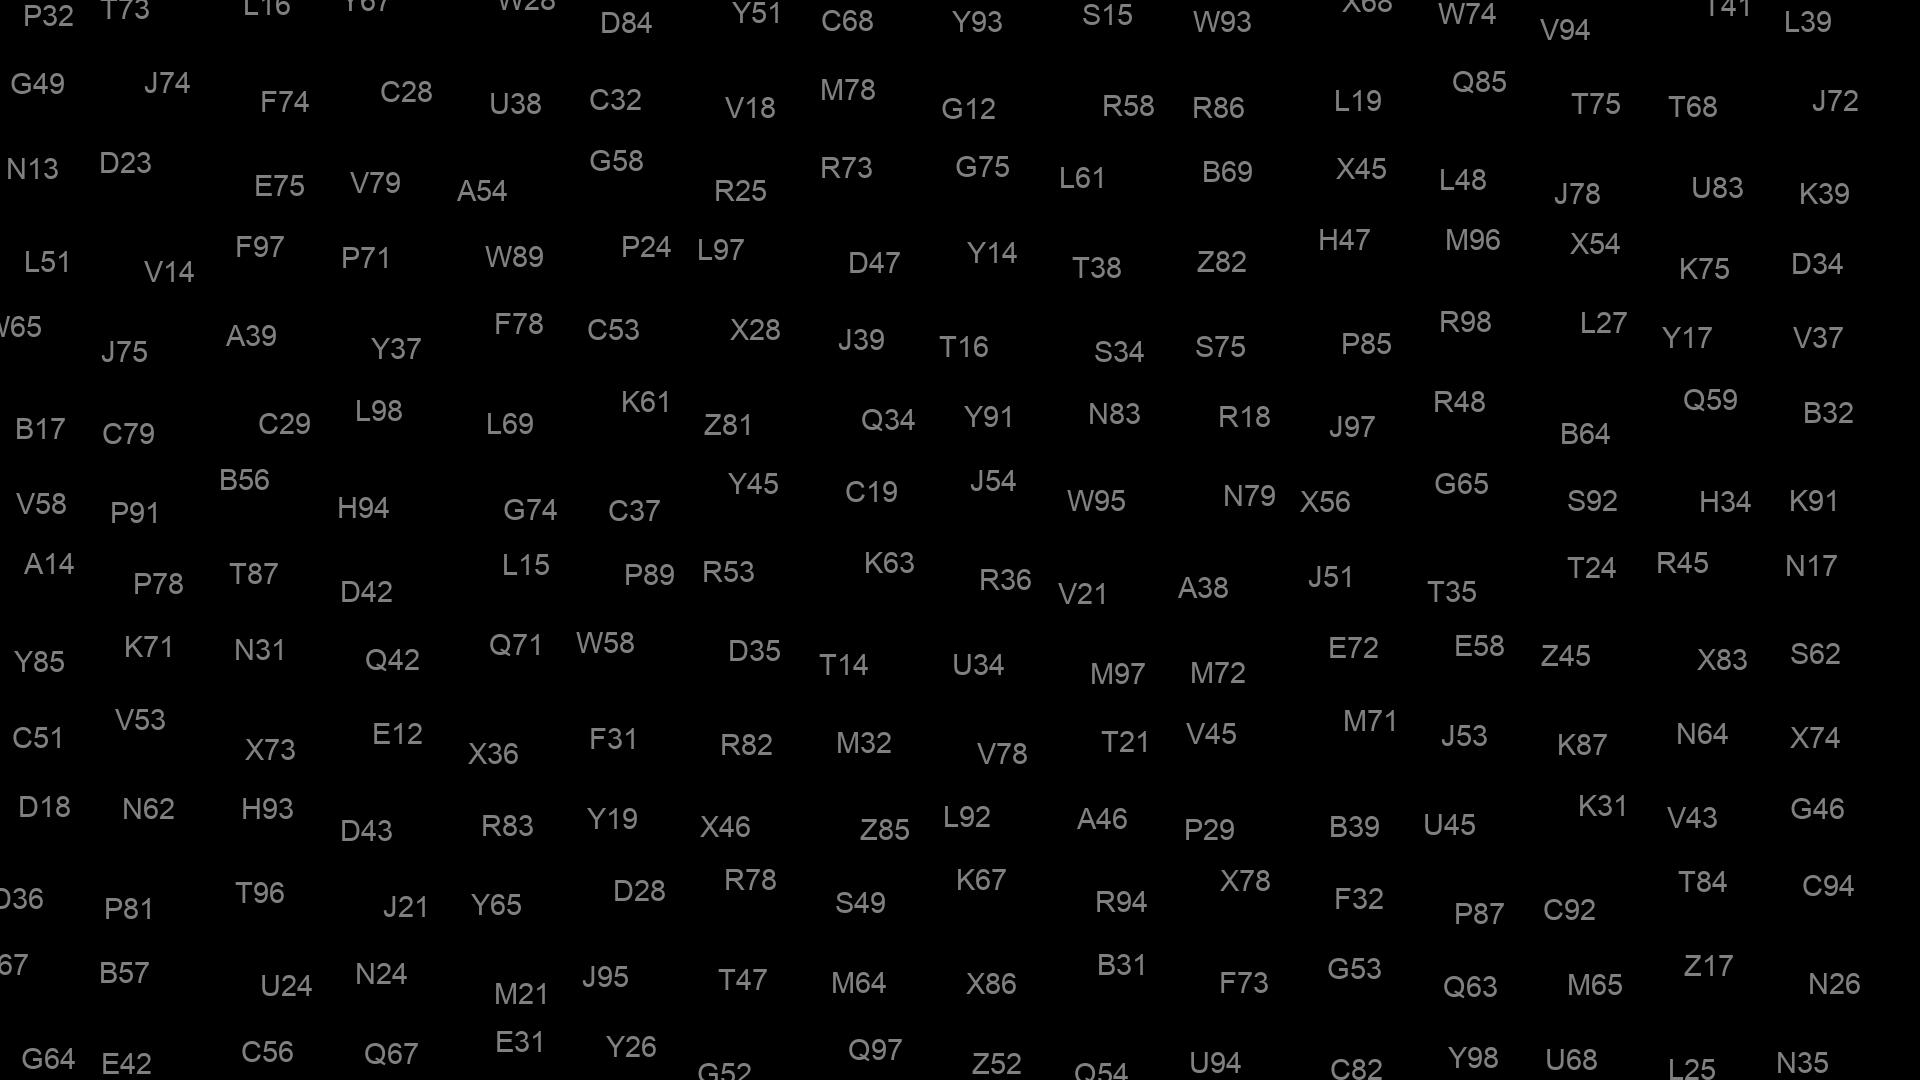 P32 T73 L16 Y67 W28 D84 Y51 C68 Y93 S15 W93 X68 W74 V94 T41 L39
G49 J74 F74 C28 U38 C32 V18 M78 G12 R58 R86 L19 Q85 T75 T68 J72
N13 D23 E75 V79 A54 G58 R25 R73 G75 L61 B69 X45 L48 J78 U83 K39
L51 V14 F97 P71 W89 P24 L97 D47 Y14 T38 Z82 H47 M96 X54 K75 D34
W65 J75 A39 Y37 F78 C53 X28 J39 T16 S34 S75 P85 R98 L27 Y17 V37
B17 C79 C29 L98 L69 K61 Z81 Q34 Y91 N83 R18 J97 R48 B64 Q59 B32
V58 P91 B56 H94 G74 C37 Y45 C19 J54 W95 N79 X56 G65 S92 H34 K91
A14 P78 T87 D42 L15 P89 R53 K63 R36 V21 A38 J51 T35 T24 R45 N17
Y85 K71 N31 Q42 Q71 W58 D35 T14 U34 M97 M72 E72 E58 Z45 X83 S62
C51 V53 X73 E12 X36 F31 R82 M32 V78 T21 V45 M71 J53 K87 N64 X74
D18 N62 H93 D43 R83 Y19 X46 Z85 L92 A46 P29 B39 U45 K31 V43 G46
D36 P81 T96 J21 Y65 D28 R78 S49 K67 R94 X78 F32 P87 C92 T84 C94
67 B57 U24 N24 M21 J95 T47 M64 X86 B31 F73 G53 Q63 M65 Z17 N26
G64 E42 C56 Q67 E31 Y26 G52 Q97 Z52 Q54 U94 C82 Y98 U68 L25 N35